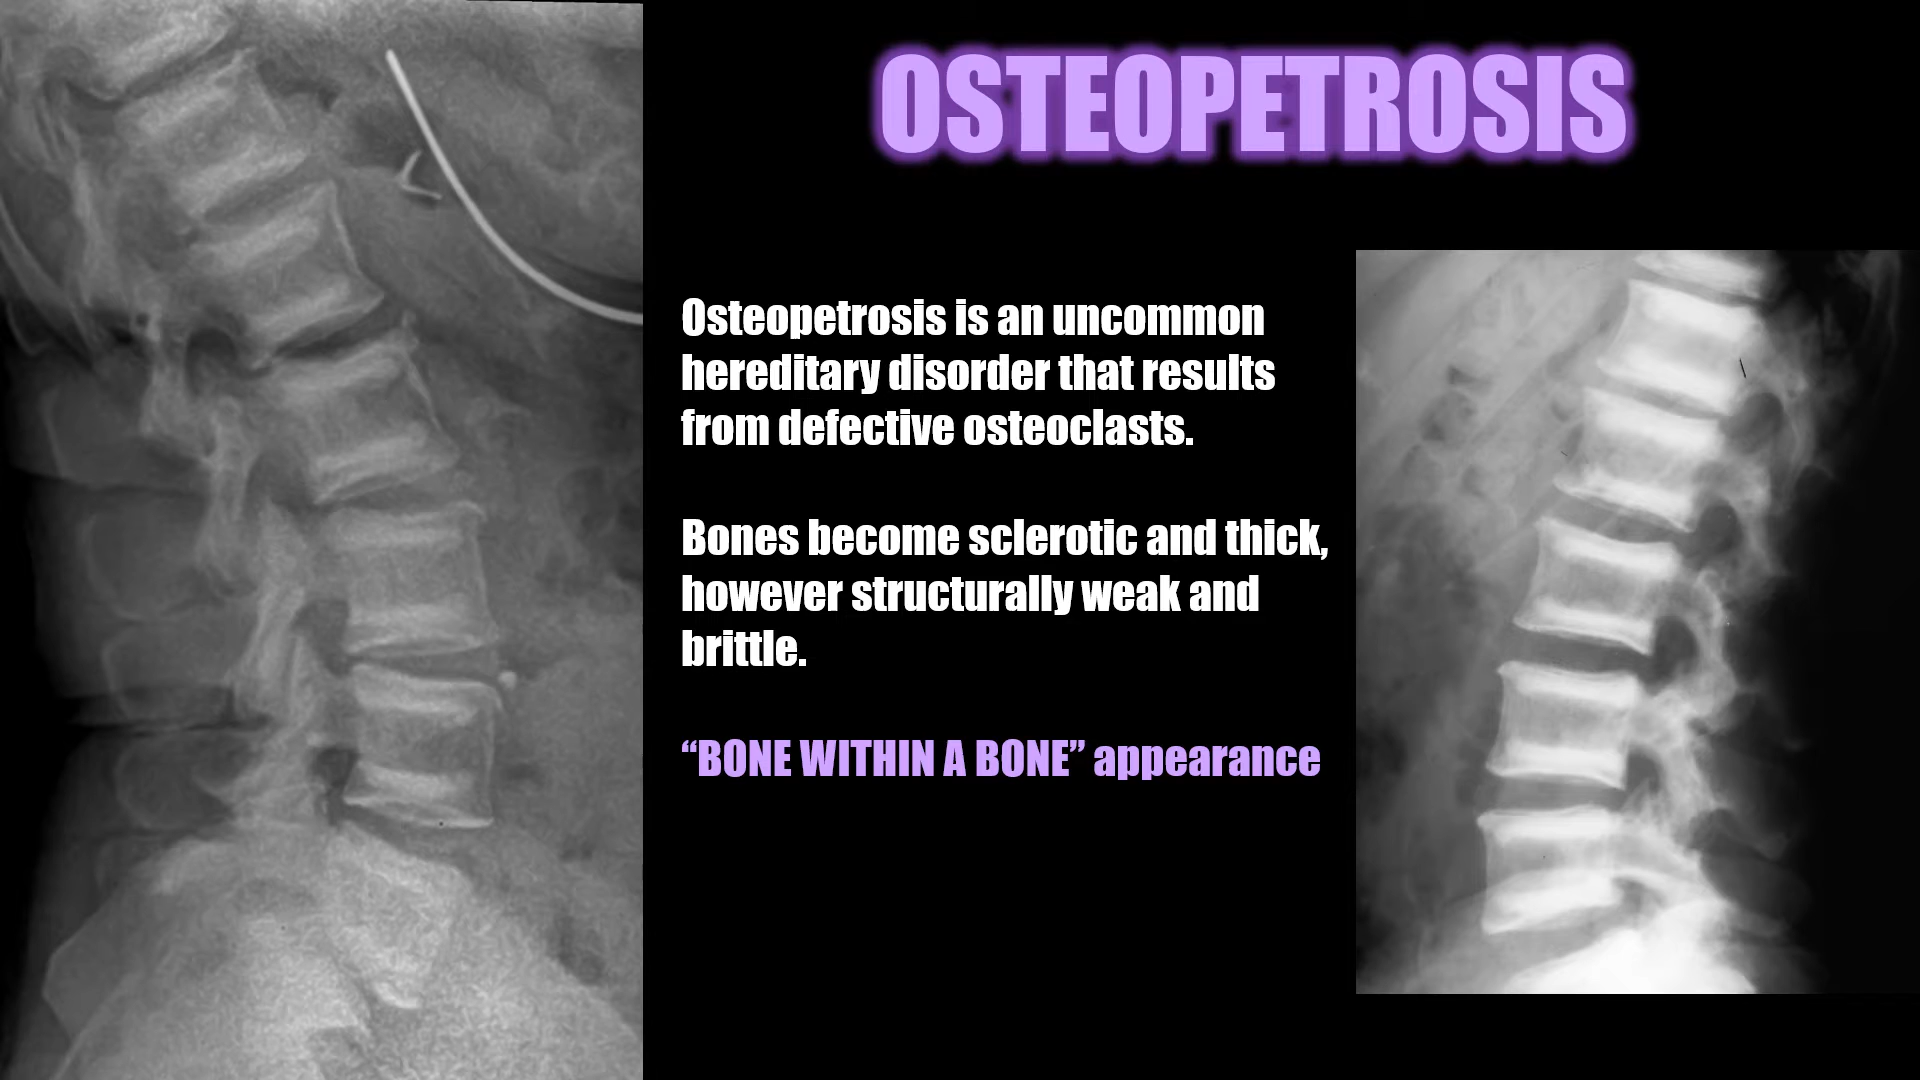 OSTEOPETROSIS
Osteopetrosis is an uncommon
hereditary disorder that results
from defective osteoclasts.
Bones become sclerotic and thick,
however structurally weak and
brittle.
“BONE WITHIN A BONE” appearance